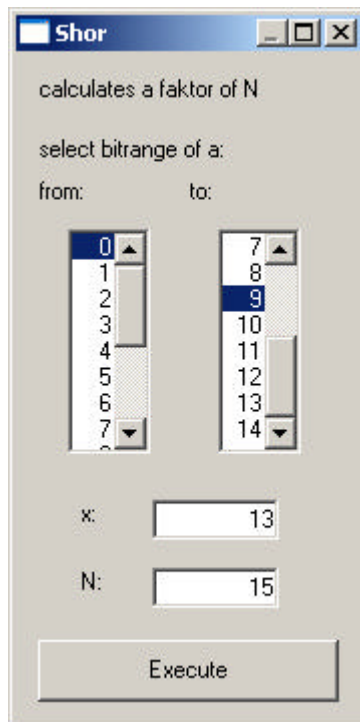 Shor
calculates a faktor of N
select bitrange of a:
from: to:
0 7
1 8
2 9
3 10
4 11
5 12
6 13
7 14
x: 13
N: 15
Execute